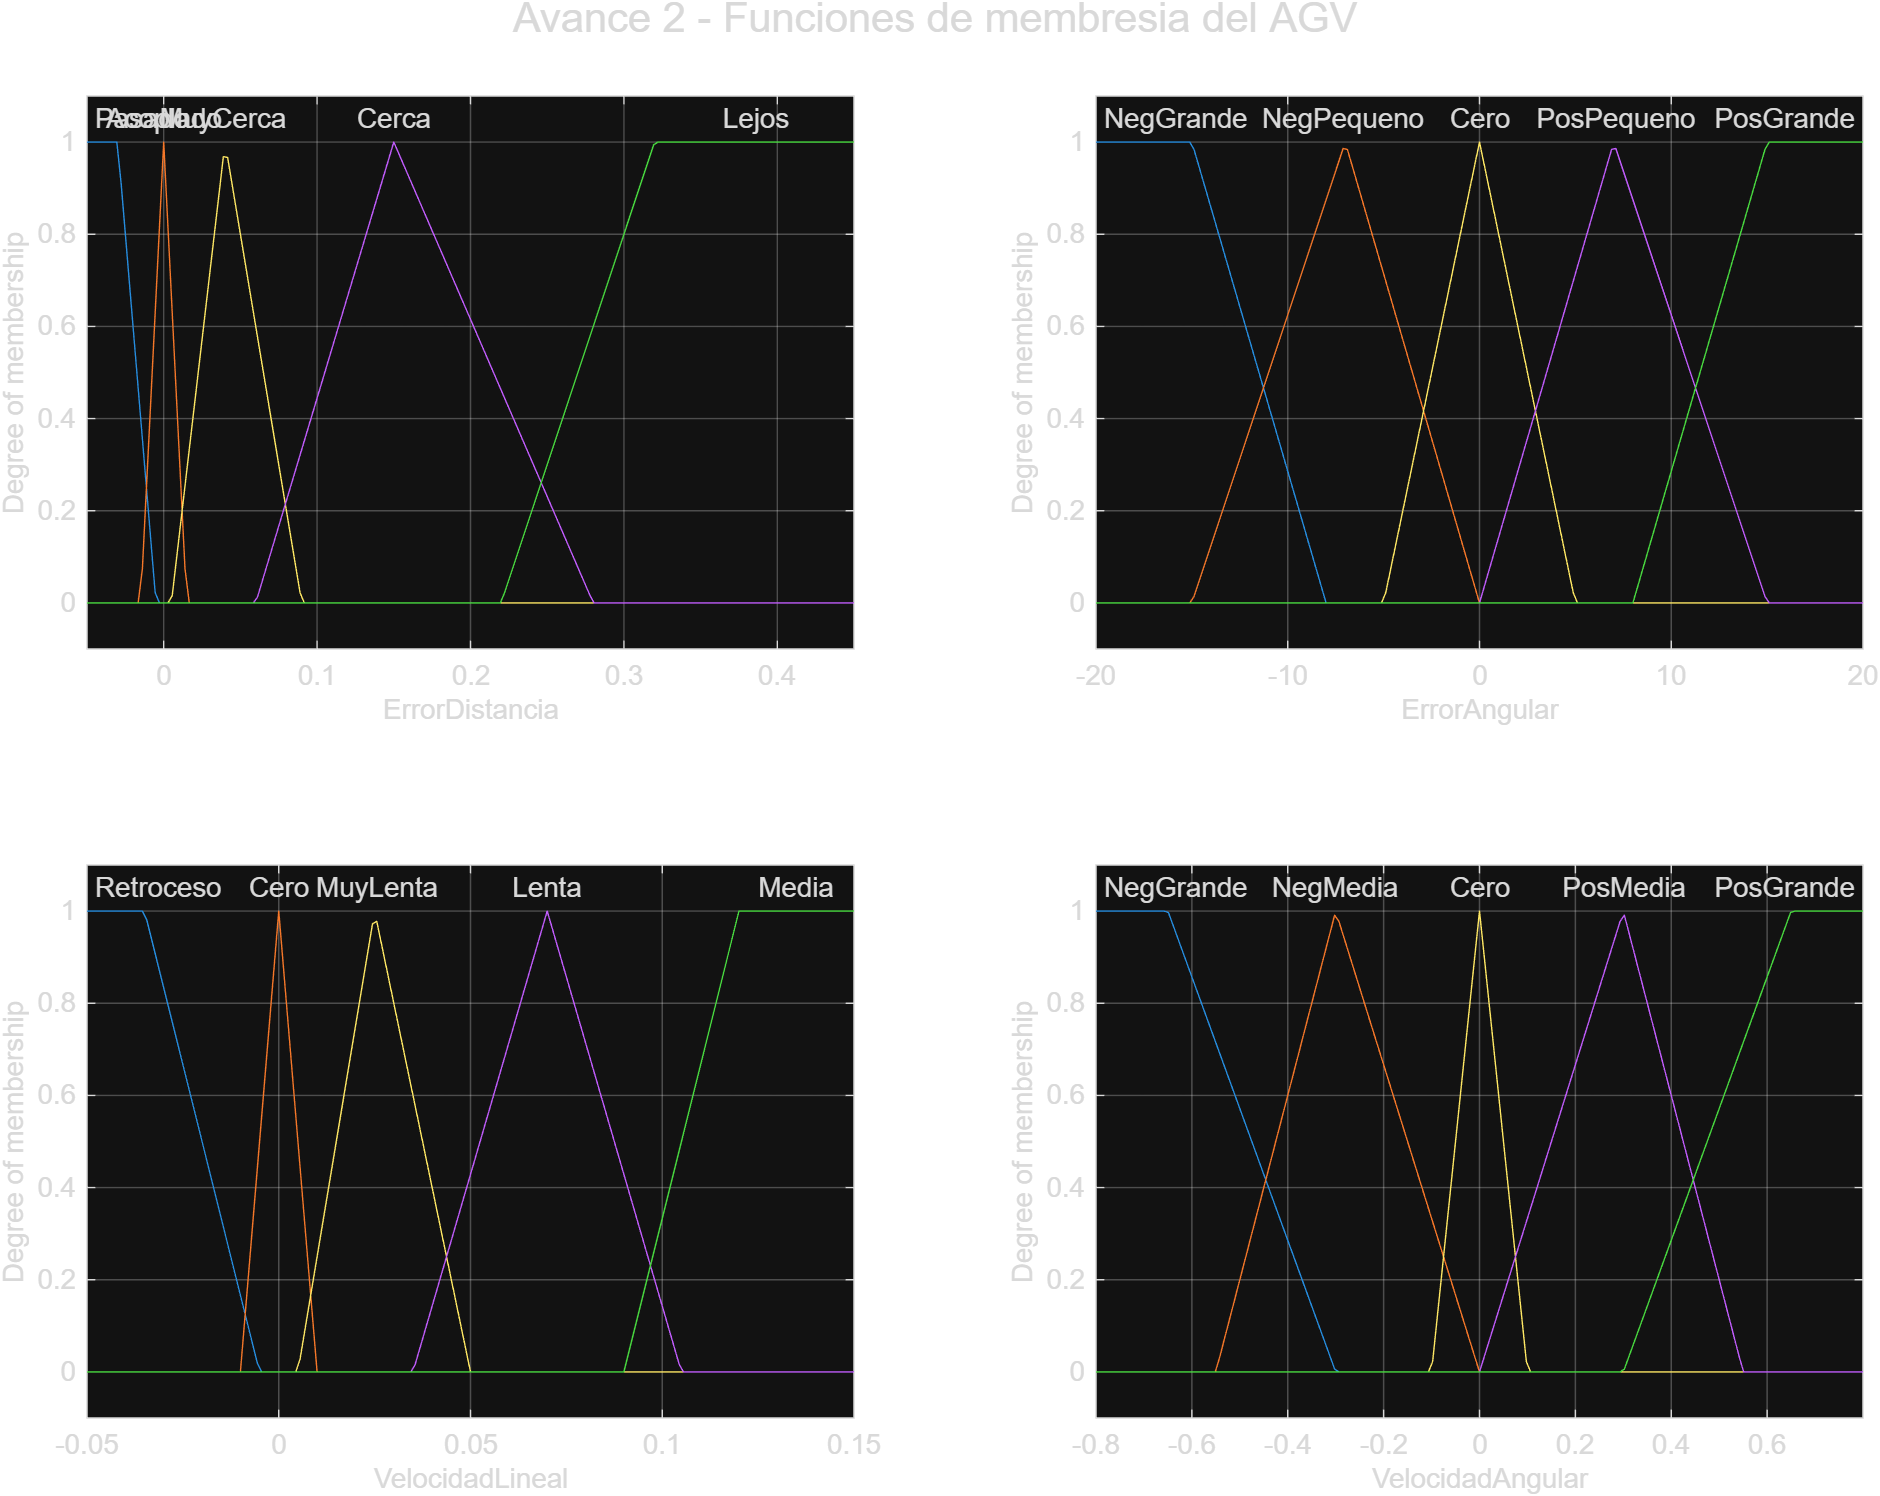 Avance 2 - Funciones de membresia del AGV
MuyCerca Cerca Lejos
Degree of membership
1
0.8
0.6
0.4
0.2
0
0 0.1 0.2 0.3 0.4
ErrorDistancia
NegGrande NegPequeno Cero PosPequeno PosGrande
Degree of membership
1
0.8
0.6
0.4
0.2
0
-20 -10 0 10 20
ErrorAngular
Retroceso Cero MuyLenta Lenta Media
Degree of membership
1
0.8
0.6
0.4
0.2
0
-0.05 0 0.05 0.1 0.15
VelocidadLineal
NegGrande NegMedia Cero PosMedia PosGrande
Degree of membership
1
0.8
0.6
0.4
0.2
0
-0.8 -0.6 -0.4 -0.2 0 0.2 0.4 0.6
VelocidadAngular